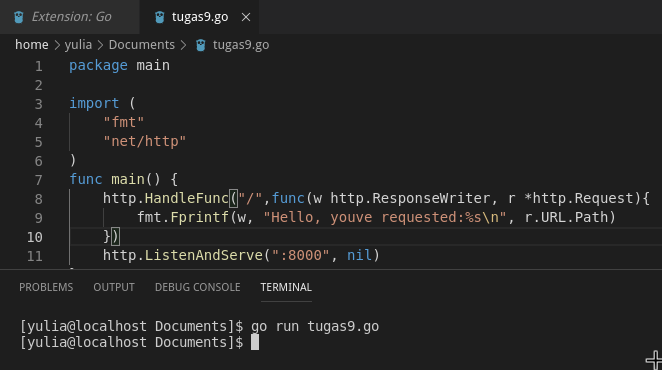 Extension: Go
tugas9.go
home > yulia > Documents > tugas9.go
1 package main
2
3 import (
4 "fmt"
5 "net/http"
6 )
7 func main() {
8 http.HandleFunc("/",func(w http.ResponseWriter, r *http.Request){
9 fmt.Fprintf(w, "Hello, youve requested:%s\n", r.URL.Path)
10 })
11 http.ListenAndServe(":8000", nil)
PROBLEMS OUTPUT DEBUG CONSOLE TERMINAL
[yulia@localhost Documents]$ go run tugas9.go
[yulia@localhost Documents]$